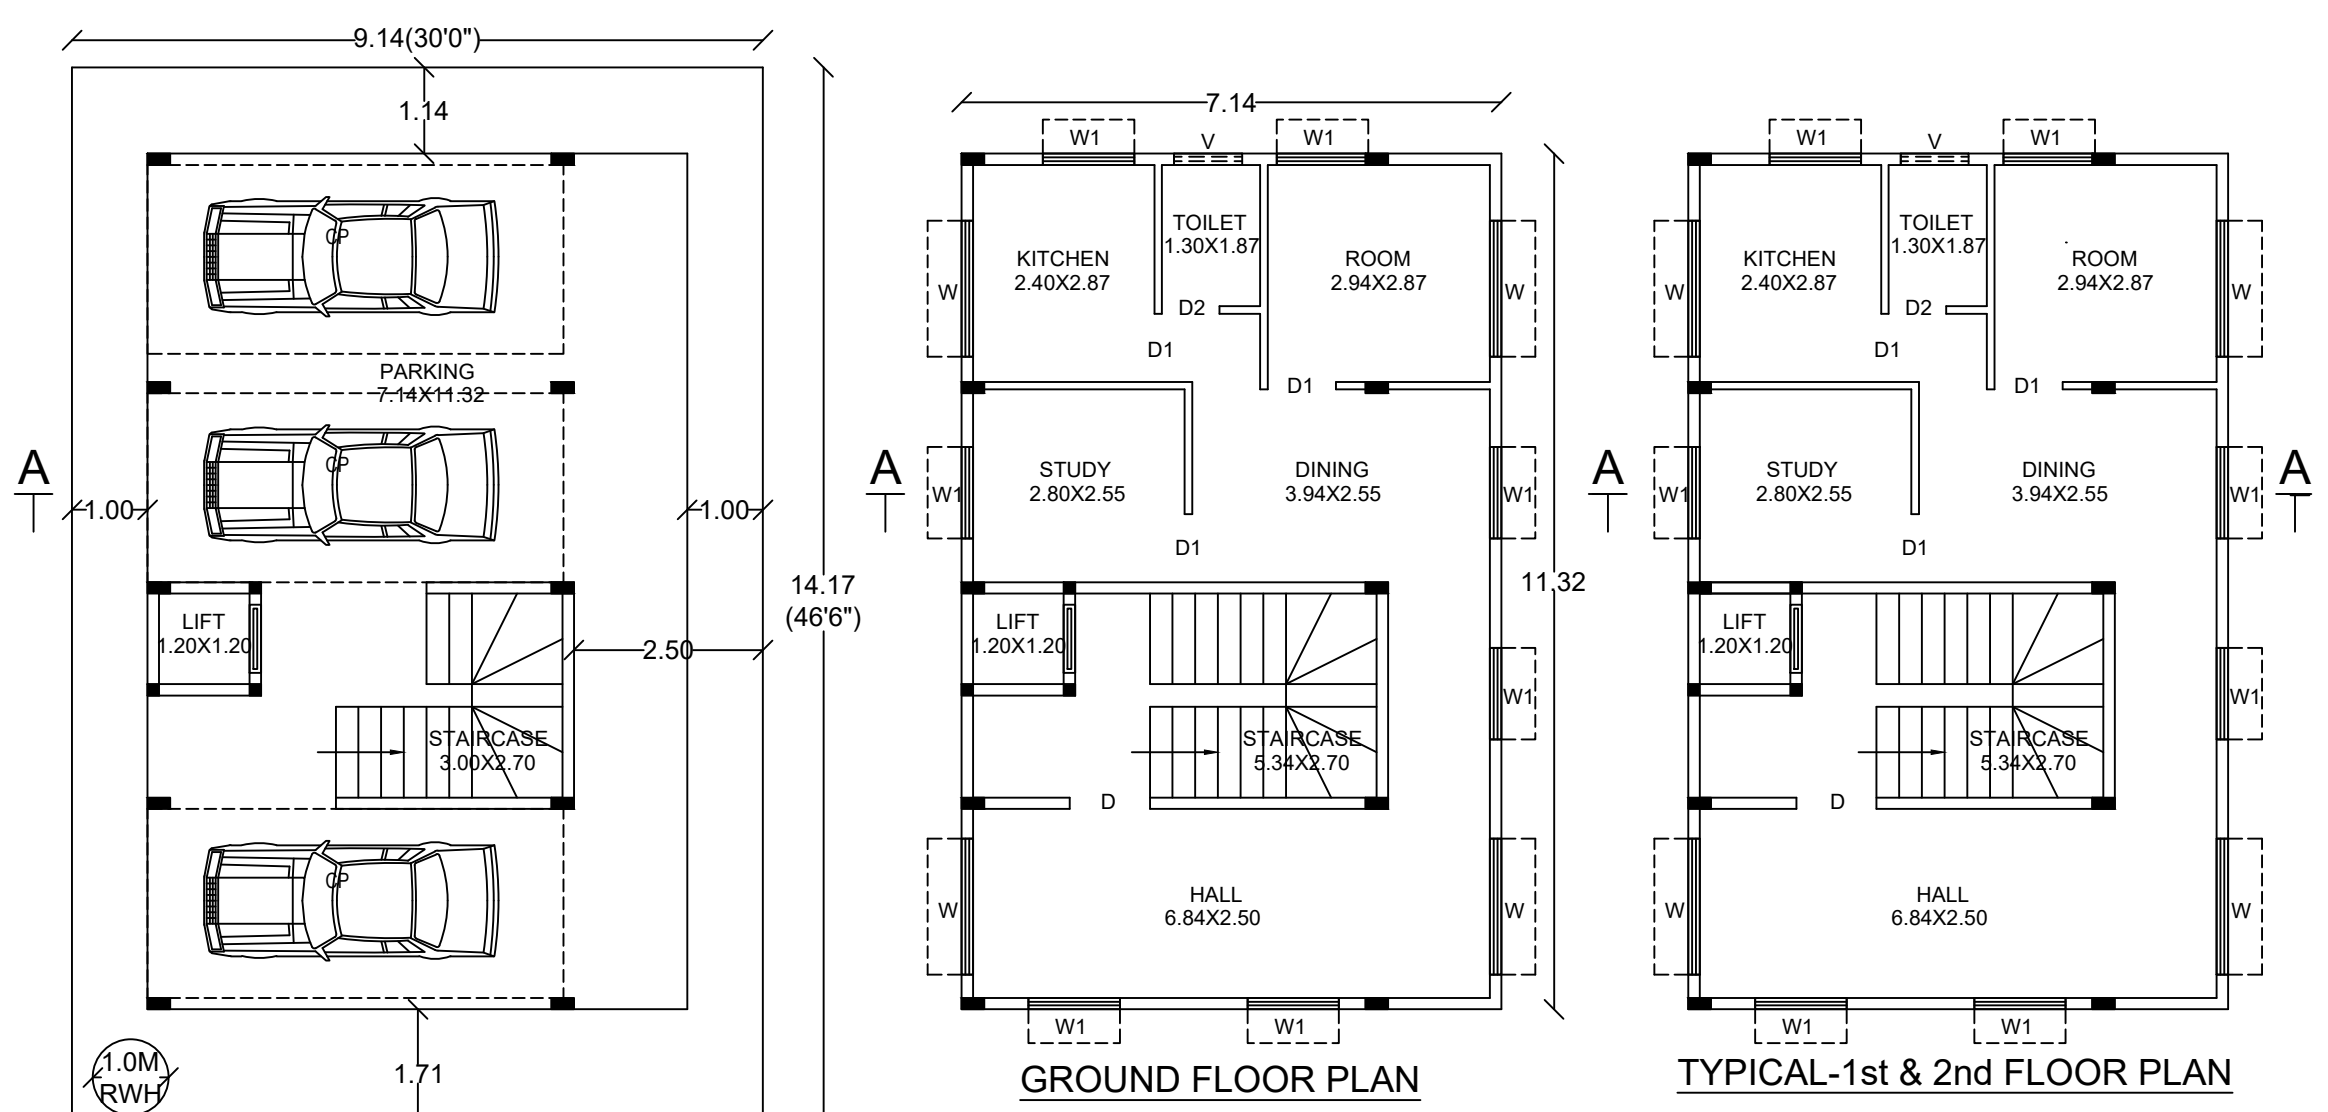 9.14(30'0")
1.14
CP
PARKING
7.14X11.32
CP
A
1.00
1.00
14.17
(46'6")
LIFT
1.20X1.20
2.50
STAIRCASE
3.00X2.70
CP
1.71
1.0M
RWH
7.14
W1
V
W1
TOILET
1.30X1.87
KITCHEN
2.40X2.87
ROOM
2.94X2.87
W
W
D2
D1
D1
A
STUDY
2.80X2.55
DINING
3.94X2.55
W1
W1
D1
11.32
LIFT
1.20X1.20
W1
STAIRCASE
5.34X2.70
D
HALL
6.84X2.50
W
W
W1
W1
GROUND FLOOR PLAN
W1
V
W1
TOILET
1.30X1.87
KITCHEN
2.40X2.87
ROOM
2.94X2.87
W
W
D2
D1
D1
A
A
STUDY
2.80X2.55
DINING
3.94X2.55
W1
W1
D1
LIFT
1.20X1.20
W1
STAIRCASE
5.34X2.70
D
HALL
6.84X2.50
W
W
W1
W1
TYPICAL-1st & 2nd FLOOR PLAN